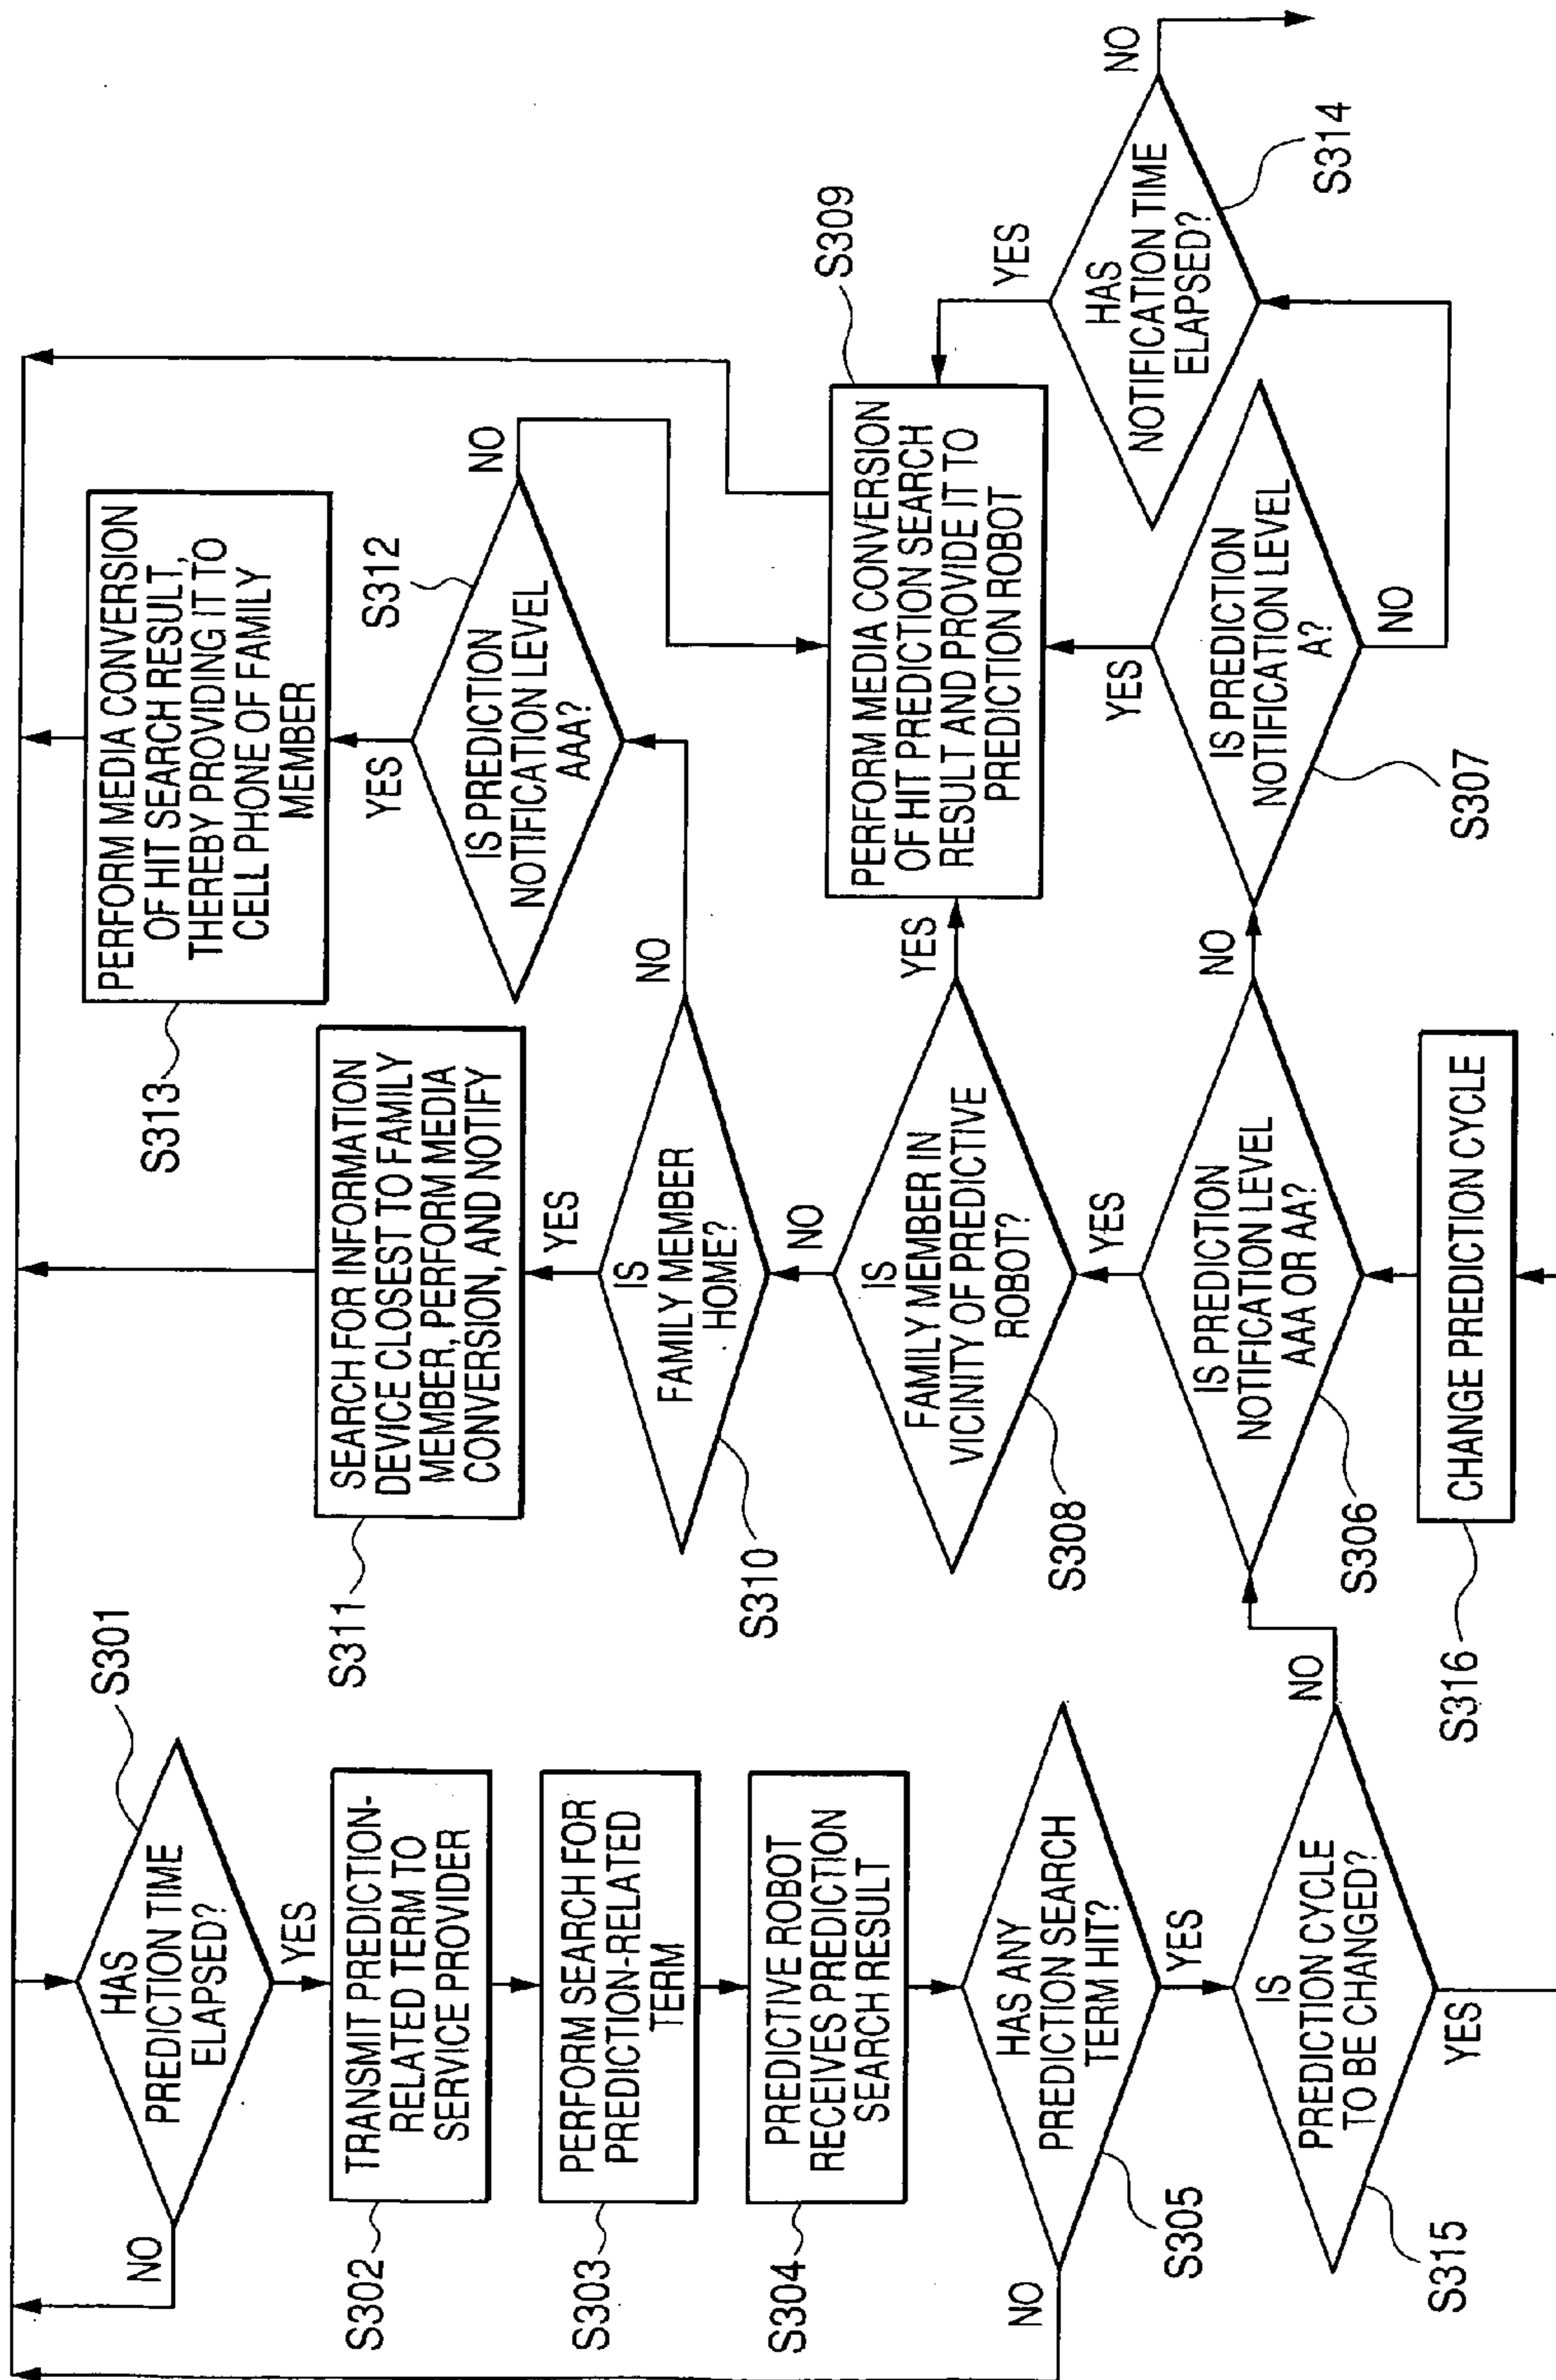 S301
HAS
PREDICTION TIME
ELAPSED?
NO
YES
S302
TRANSMIT PREDICTION-
RELATED TERM TO
SERVICE PROVIDER
S303
PERFORM SEARCH FOR
PREDICTION-RELATED
TERM
S304
PREDICTIVE ROBOT
RECEIVES PREDICTION
SEARCH RESULT
HAS ANY
PREDICTION SEARCH
TERM HIT?
S305
NO
YES
IS
PREDICTION CYCLE
TO BE CHANGED?
S315
NO
YES
S311
SEARCH FOR INFORMATION
DEVICE CLOSEST TO FAMILY
MEMBER, PERFORM MEDIA
CONVERSION, AND NOTIFY
YES
IS
FAMILY MEMBER
HOME?
S310
NO
NO
IS
FAMILY MEMBER IN
VICINITY OF PREDICTIVE
ROBOT?
S308
YES
YES
IS PREDICTION
NOTIFICATION LEVEL
AAA OR AA?
S306
NO
CHANGE PREDICTION CYCLE
S316
S313
PERFORM MEDIA CONVERSION
OF HIT SEARCH RESULT,
THEREBY PROVIDING IT TO
CELL PHONE OF FAMILY
MEMBER
YES
S312
IS PREDICTION
NOTIFICATION LEVEL
AAA?
NO
S309
PERFORM MEDIA CONVERSION
OF HIT PREDICTION SEARCH
RESULT AND PROVIDE IT TO
PREDICTION ROBOT
YES
IS PREDICTION
NOTIFICATION LEVEL
A?
S307
NO
YES
HAS
NOTIFICATION TIME
ELAPSED?
NO
S314